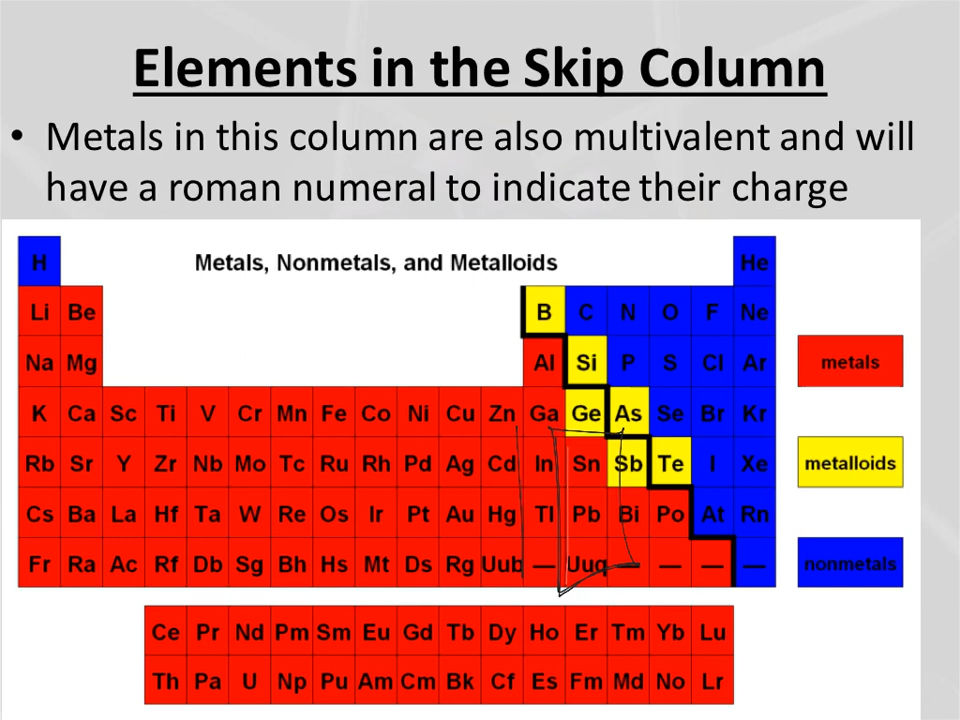 Elements in the Skip Column
• Metals in this column are also multivalent and will
have a roman numeral to indicate their charge
Metals, Nonmetals, and Metalloids
H He
Li Be B C N O F Ne
Na Mg Al Si P S Cl Ar
metals
K Ca Sc Ti V Cr Mn Fe Co Ni Cu Zn Ga Ge As Se Br Kr
Rb Sr Y Zr Nb Mo Tc Ru Rh Pd Ag Cd In Sn Sb Te I Xe
metalloids
Cs Ba La Hf Ta W Re Os Ir Pt Au Hg Tl Pb Bi Po At Rn
Fr Ra Ac Rf Db Sg Bh Hs Mt Ds Rg Uub — Uuq — — — —
nonmetals
Ce Pr Nd Pm Sm Eu Gd Tb Dy Ho Er Tm Yb Lu
Th Pa U Np Pu Am Cm Bk Cf Es Fm Md No Lr